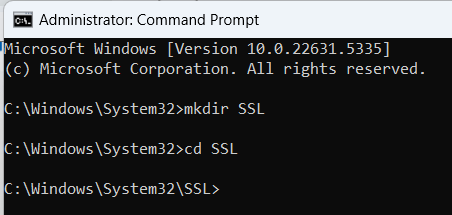 Administrator: Command Prompt
Microsoft Windows [Version 10.0.22631.5335]
(c) Microsoft Corporation. All rights reserved.
C:\Windows\System32>mkdir SSL
C:\Windows\System32>cd SSL
C:\Windows\System32\SSL>